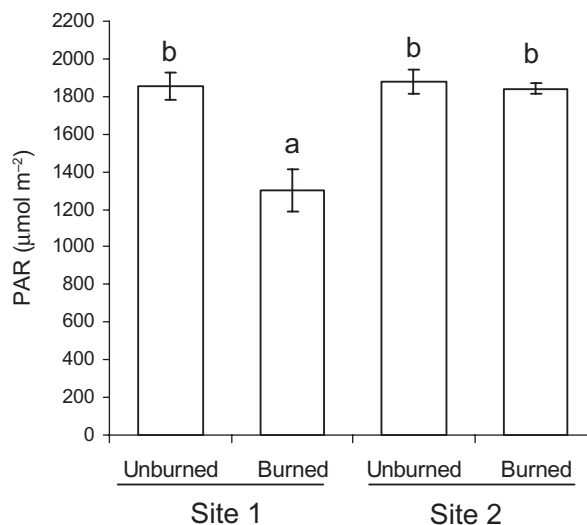 2200
2000
1800
1600
1400
1200
1000
800
600
400
200
0
PAR (μmol m⁻²)
b
a
b
b
Unburned Burned Unburned Burned
Site 1 Site 2